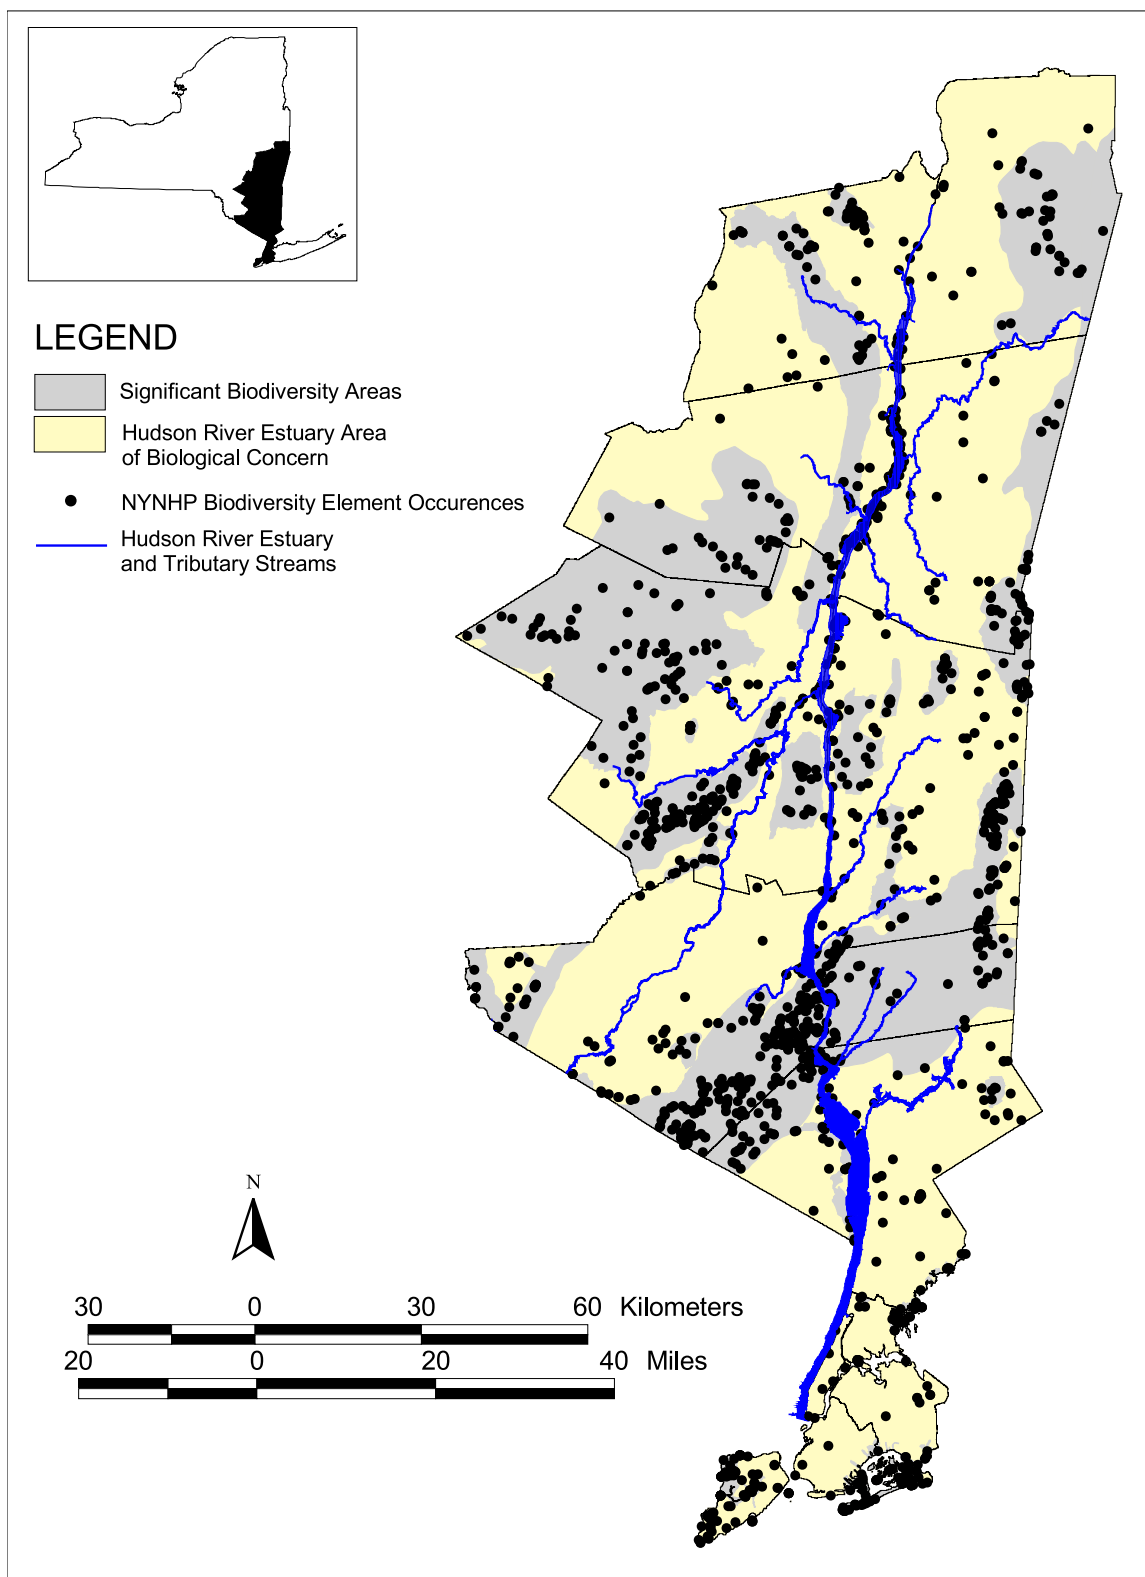 LEGEND
Significant Biodiversity Areas
Hudson River Estuary Area
of Biological Concern
NYNHP Biodiversity Element Occurences
Hudson River Estuary
and Tributary Streams
N
30 0 30 60 Kilometers
20 0 20 40 Miles